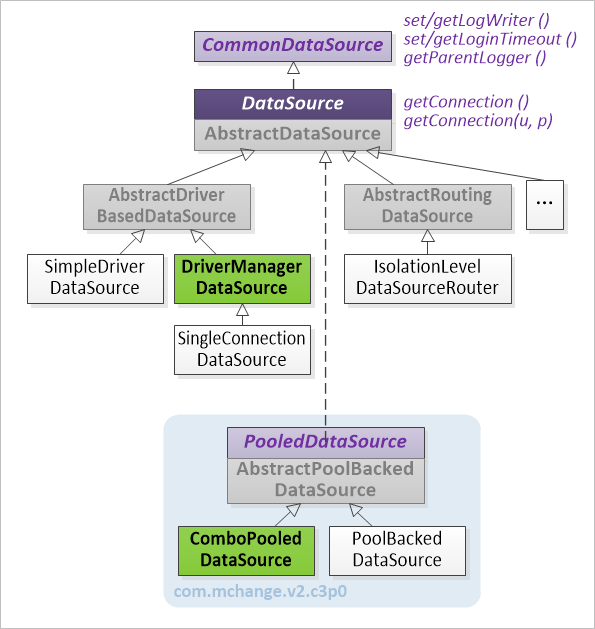 CommonDataSource
set/getLogWriter ()
set/getLoginTimeout ()
getParentLogger ()
DataSource
AbstractDataSource
getConnection ()
getConnection(u, p)
AbstractDriver
BasedDataSource
AbstractRouting
DataSource
...
SimpleDriver
DataSource
DriverManager
DataSource
IsolationLevel
DataSourceRouter
SingleConnection
DataSource
PooledDataSource
AbstractPoolBacked
DataSource
ComboPooled
DataSource
PoolBacked
DataSource
com.mchange.v2.c3p0